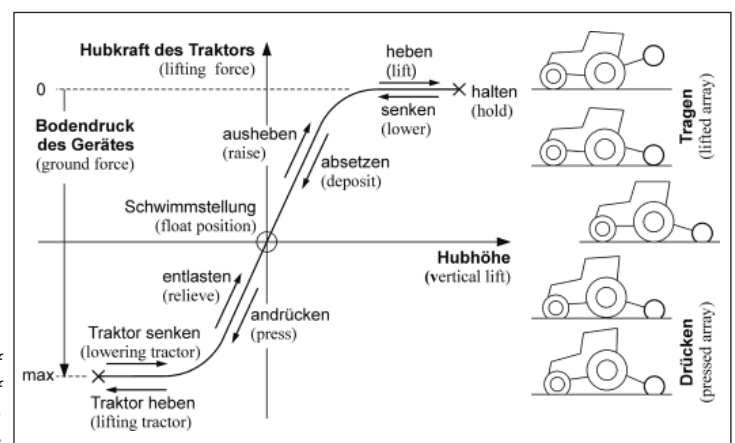 Hubkraft des Traktors
(lifting force)
heben
(lift)
0
halten
(hold)
senken
(lower)
Bodendruck
des Gerätes
(ground force)
ausheben
(raise)
absetzen
(deposit)
Tragen
(lifted array)
Schwimmstellung
(float position)
Hubhöhe
(vertical lift)
entlasten
(relieve)
andrücken
(press)
Traktor senken
(lowering tractor)
max
Traktor heben
(lifting tractor)
Drücken
(pressed array)